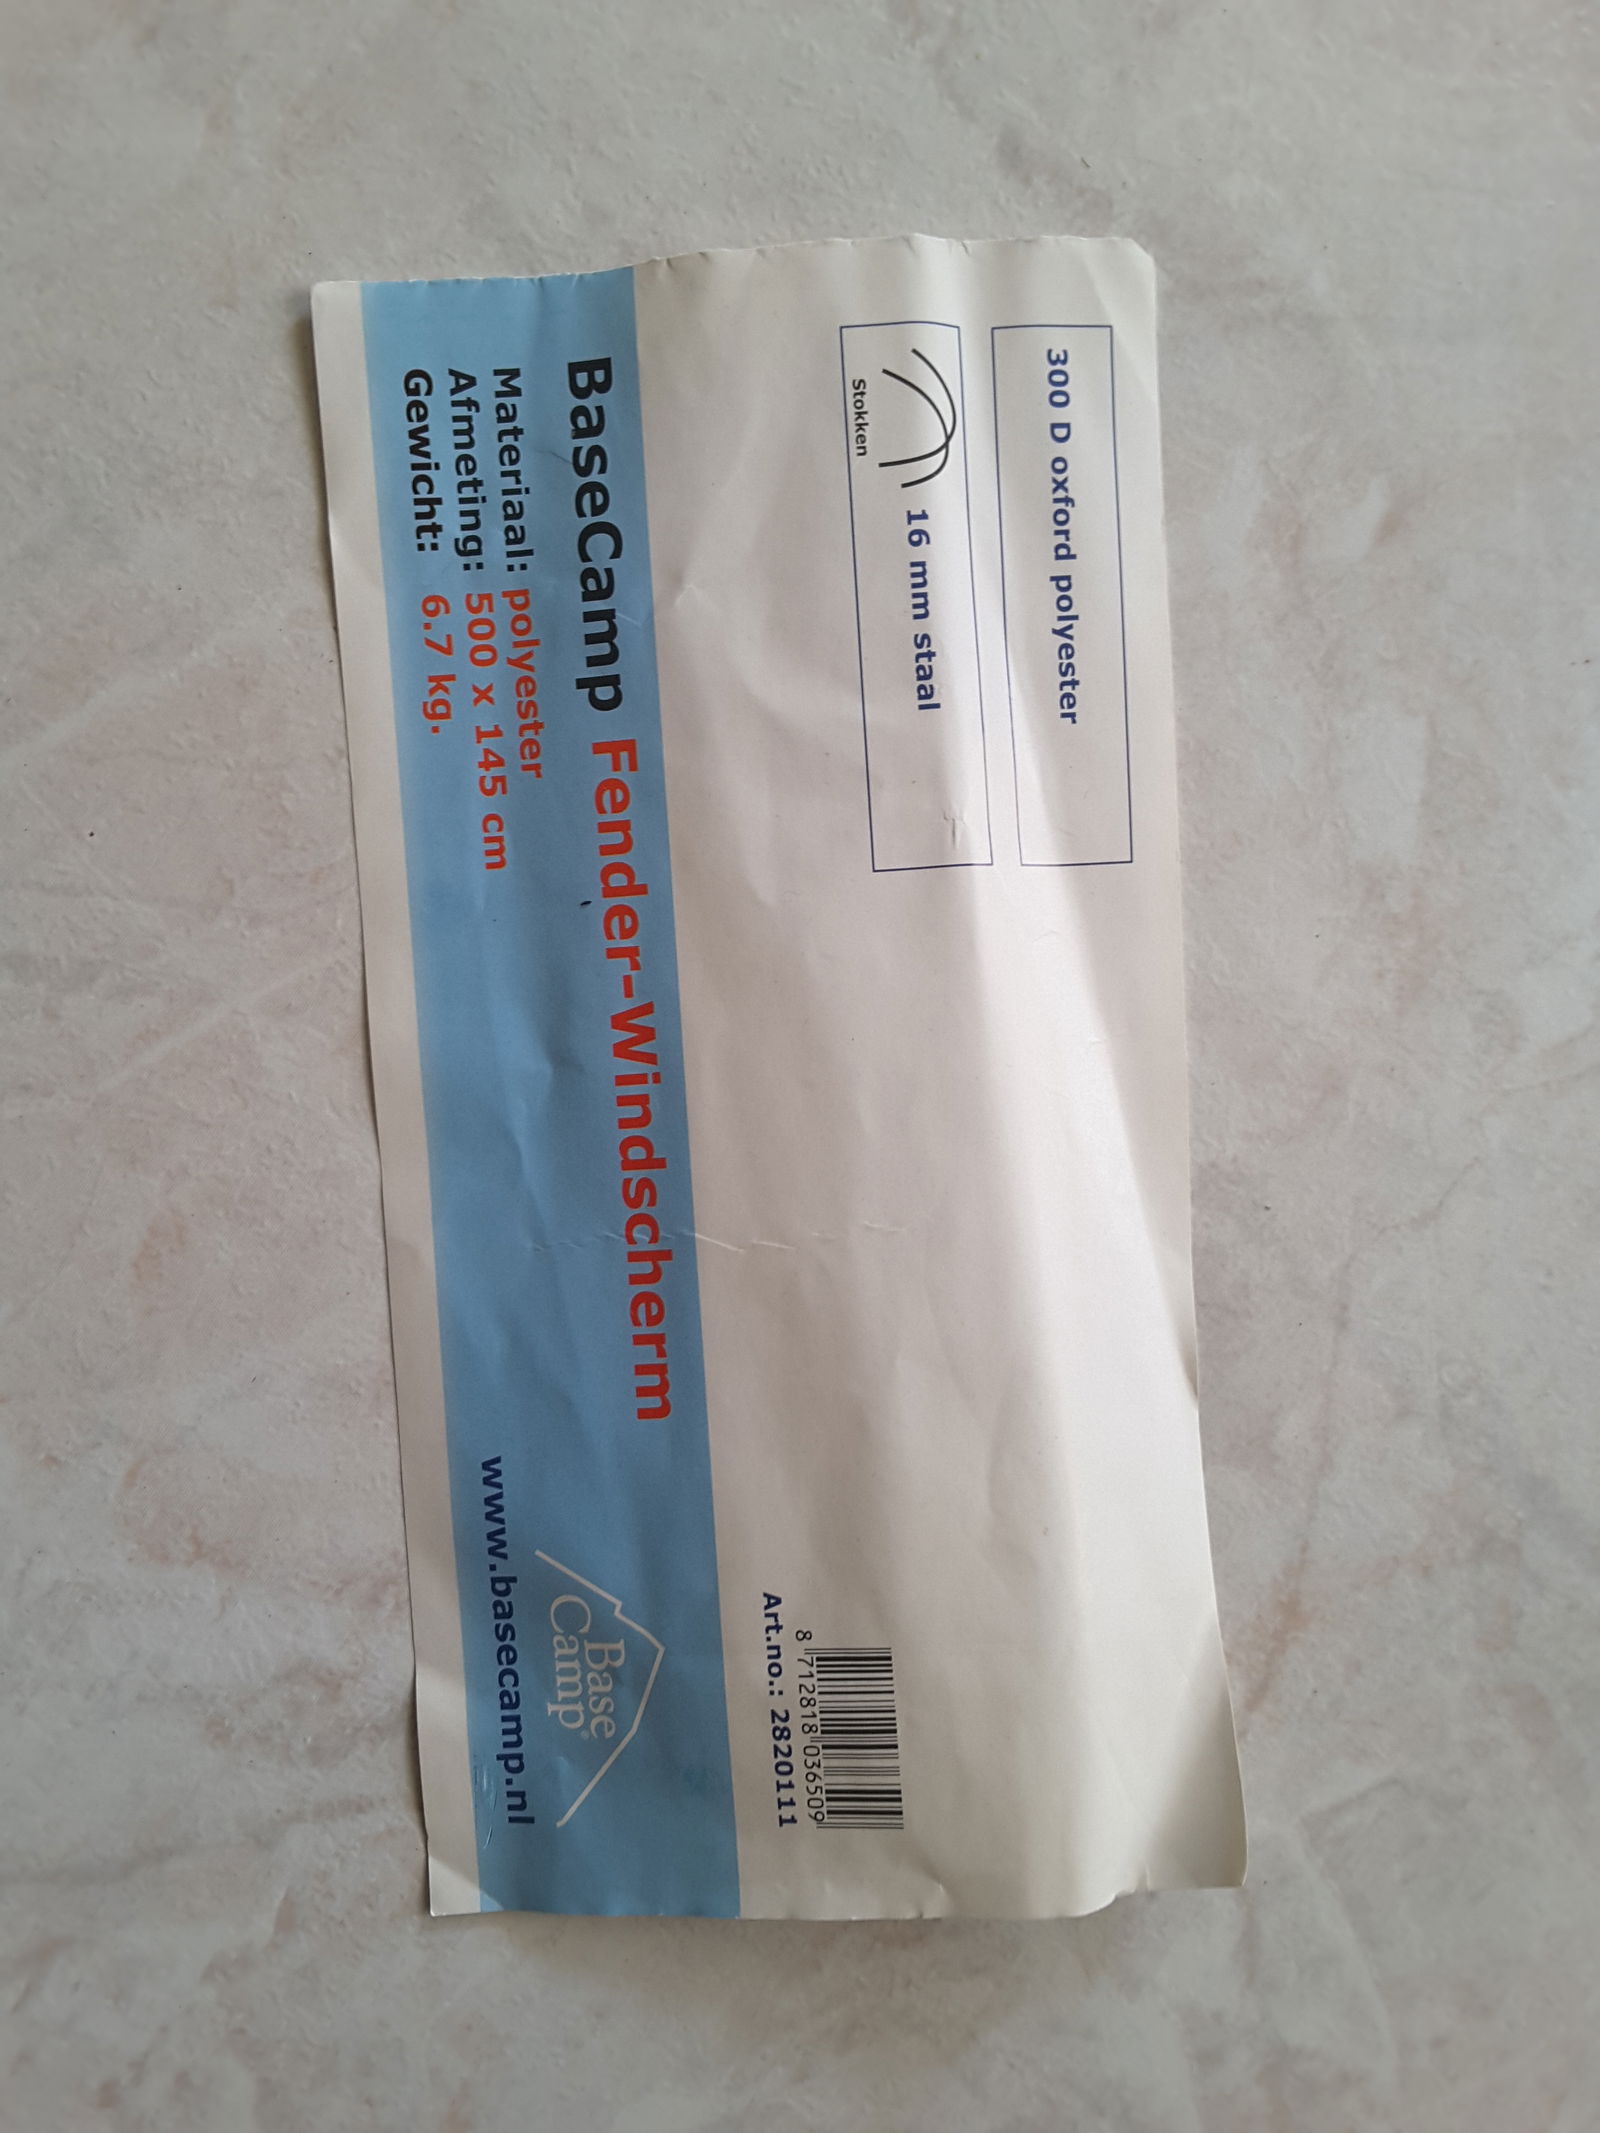 300 D oxford polyester
16 mm staal
Stokken
8 712818 036509
Art.no.: 2820111
BaseCamp Fender-Windscherm
Materiaal: polyester
Afmeting: 500 x 145 cm
Gewicht: 6.7 kg.
Base
Camp®
www.basecamp.nl